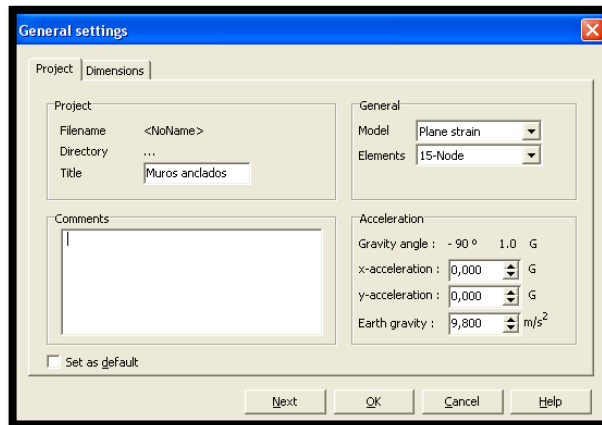 General settings
Project Dimensions
Project
Filename <NoName>
Directory ...
Title Muros anclados
General
Model Plane strain
Elements 15-Node
Comments
Acceleration
Gravity angle : - 90 º 1.0 G
x-acceleration : 0,000 G
y-acceleration : 0,000 G
Earth gravity : 9,800 m/s²
Set as default
Next OK Cancel Help